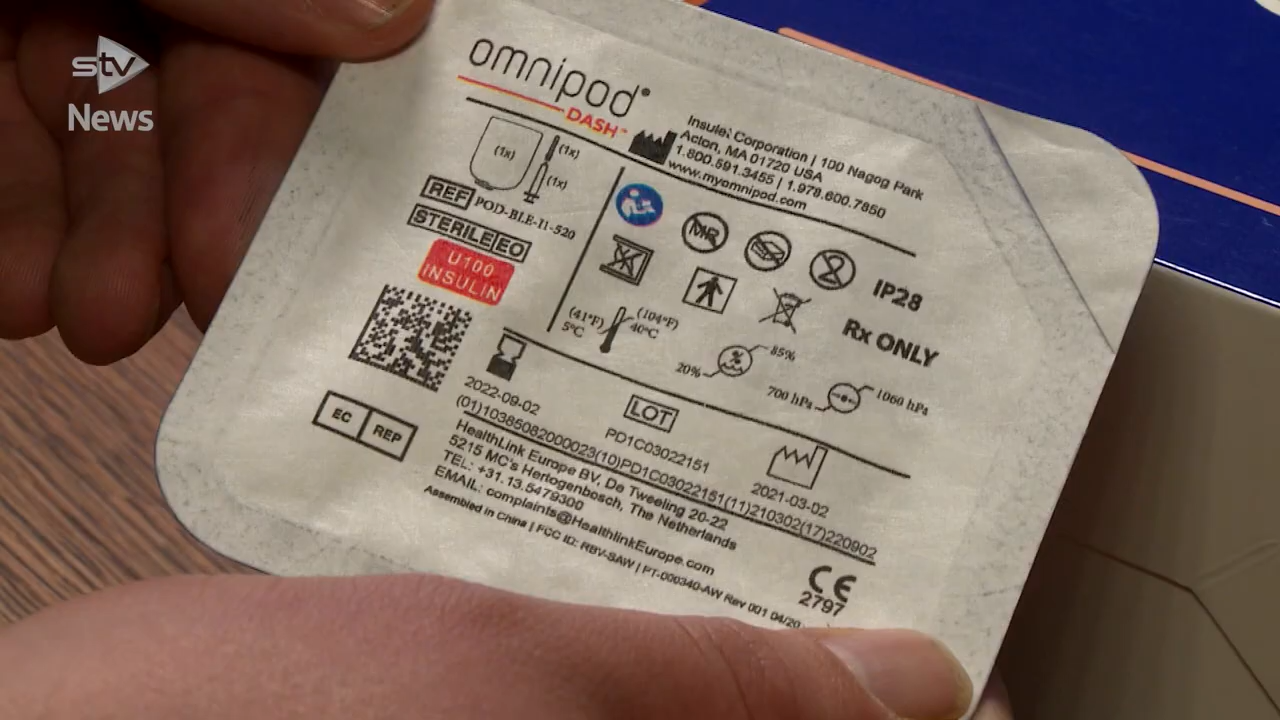 stv
News
omnipod®
DASH™
Insulet Corporation | 100 Nagog Park
Acton, MA 01720 USA
1.800.591.3455 | 1.978.600.7850
www.myomnipod.com
(1x)
(1x)
(1x)
REF POD-BLE-I1-520
STERILE EO
U100
INSULIN
MR
IP28
Rx ONLY
(41°F)
5°C
(104°F)
40°C
20%
85%
700 hPa
1060 hPa
2022-09-02
LOT
PD1C03022151
2021-03-02
(01)10385082000023(10)PD1C03022151(11)210302(17)220902
EC REP
HealthLink Europe BV, De Tweeling 20-22
5215 MC's Hertogenbosch, The Netherlands
TEL: +31.13.5479300
EMAIL: complaints@HealthlinkEurope.com
Assembled in China | FCC ID: RBV-SAW | PT-000340-AW Rev 001 04/20
CE
2797